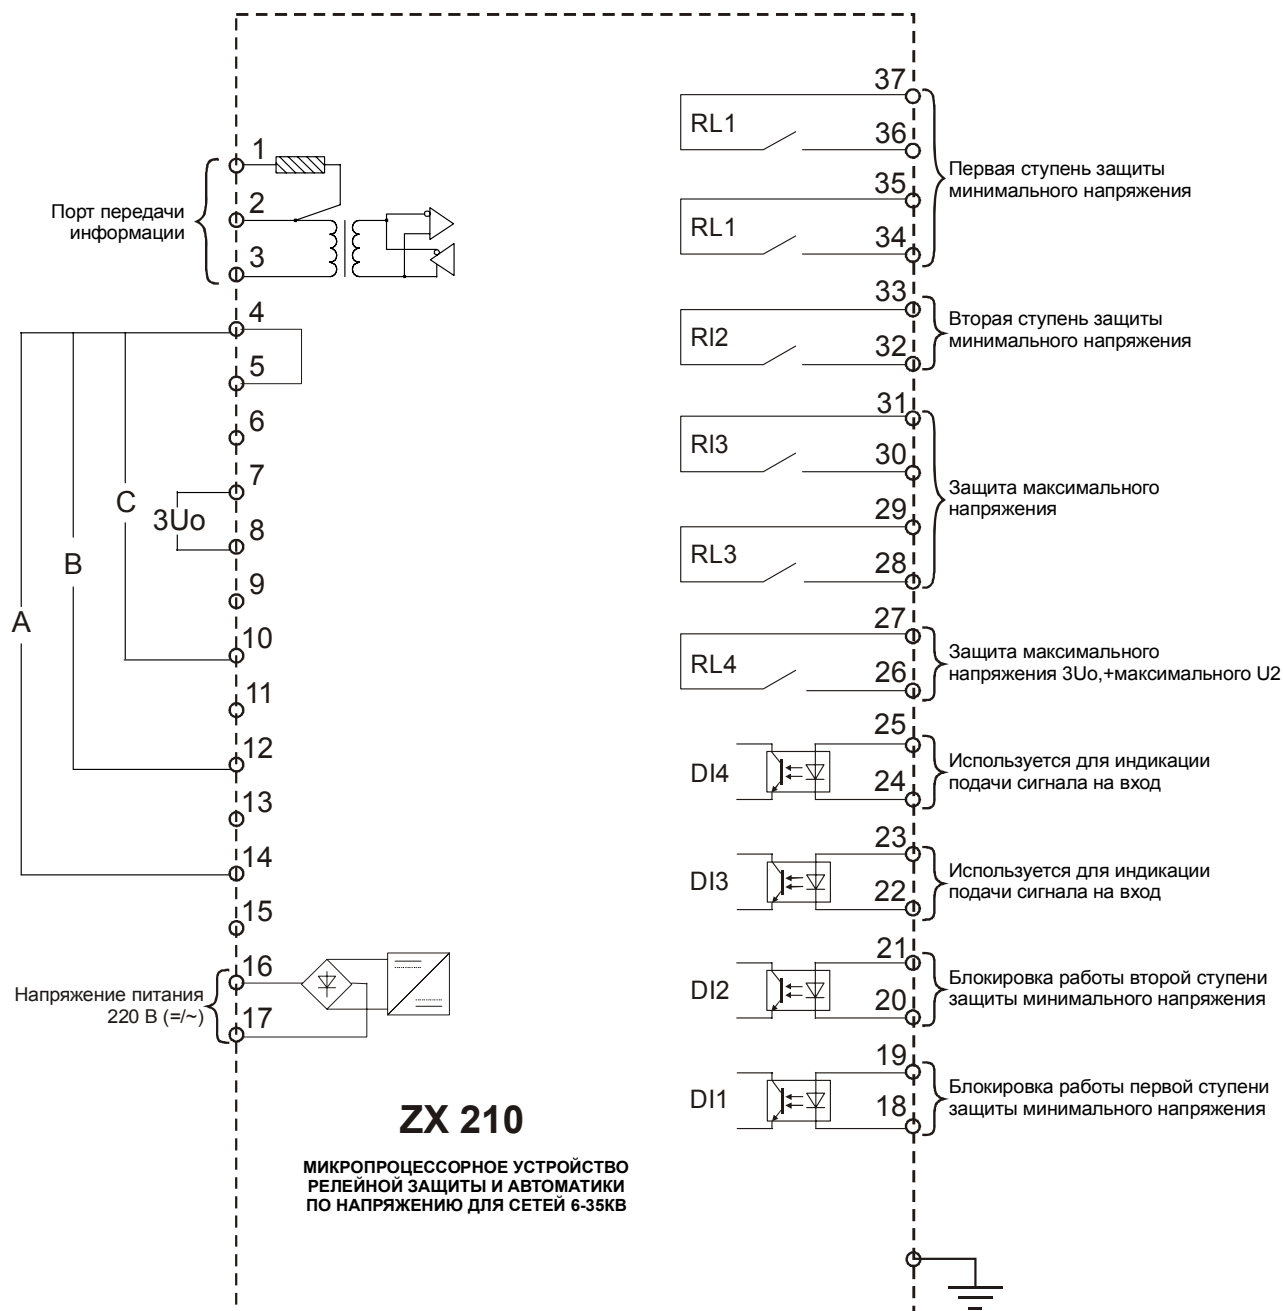 1
2
3
Порт передачи
информации
4
5
6
7
3Uo
8
9
10
11
12
13
14
15
16
17
A
B
C
Напряжение питания
220 В (=/~)
37
RL1
36
35
RL1
34
Первая ступень защиты
минимального напряжения
33
RI2
32
Вторая ступень защиты
минимального напряжения
31
RI3
30
29
RL3
28
Защита максимального
напряжения
27
RL4
26
Защита максимального
напряжения 3Uo,+максимального U2
25
DI4
24
Используется для индикации
подачи сигнала на вход
23
DI3
22
Используется для индикации
подачи сигнала на вход
21
DI2
20
Блокировка работы второй ступени
защиты минимального напряжения
19
DI1
18
Блокировка работы первой ступени
защиты минимального напряжения
ZX 210
МИКРОПРОЦЕССОРНОЕ УСТРОЙСТВО
РЕЛЕЙНОЙ ЗАЩИТЫ И АВТОМАТИКИ
ПО НАПРЯЖЕНИЮ ДЛЯ СЕТЕЙ 6-35КВ